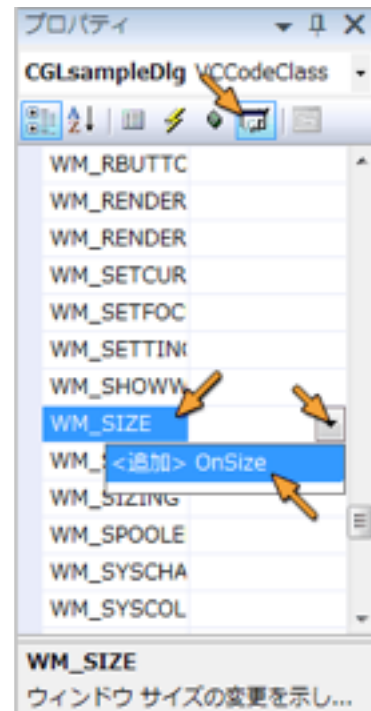 プロパティ
CGLsampleDlg VCCodeClass
WM_RBUTTC
WM_RENDER
WM_RENDER
WM_SETCUR
WM_SETFOC
WM_SETTIN
WM_SHOWW
WM_SIZE
<追加> OnSize
WM_SIZING
WM_SPOOLE
WM_SYSCHA
WM_SYSCOL
WM_SIZE
ウィンドウ サイズの変更を示し...